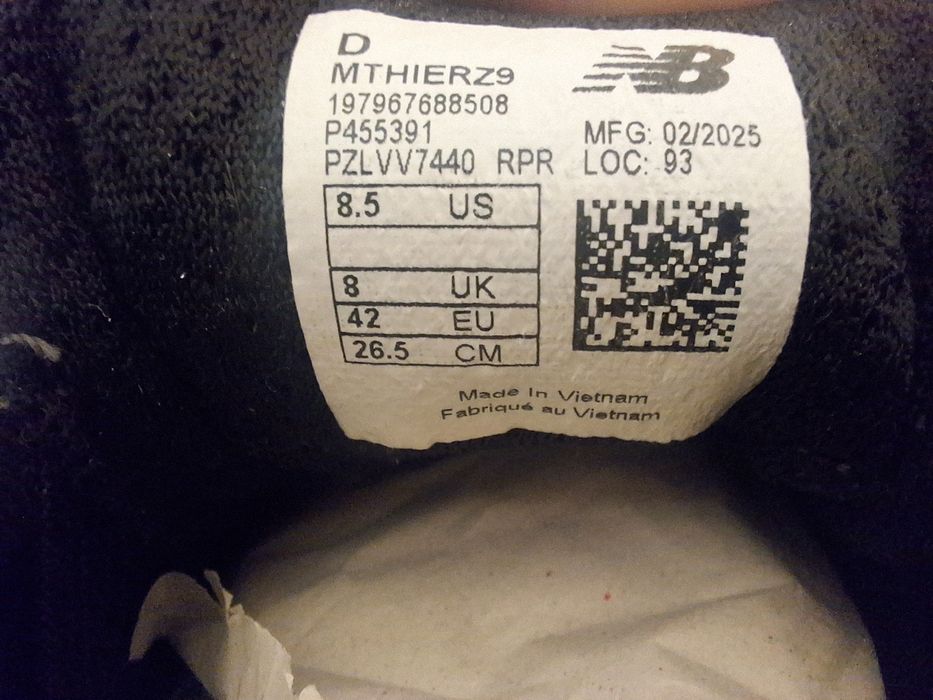 D
MTHIERZ9
197967688508
P455391
PZLVV7440 RPR
NB
MFG: 02/2025
LOC: 93
8.5 US
8 UK
42 EU
26.5 CM
Made In Vietnam
Fabriqué au Vietnam